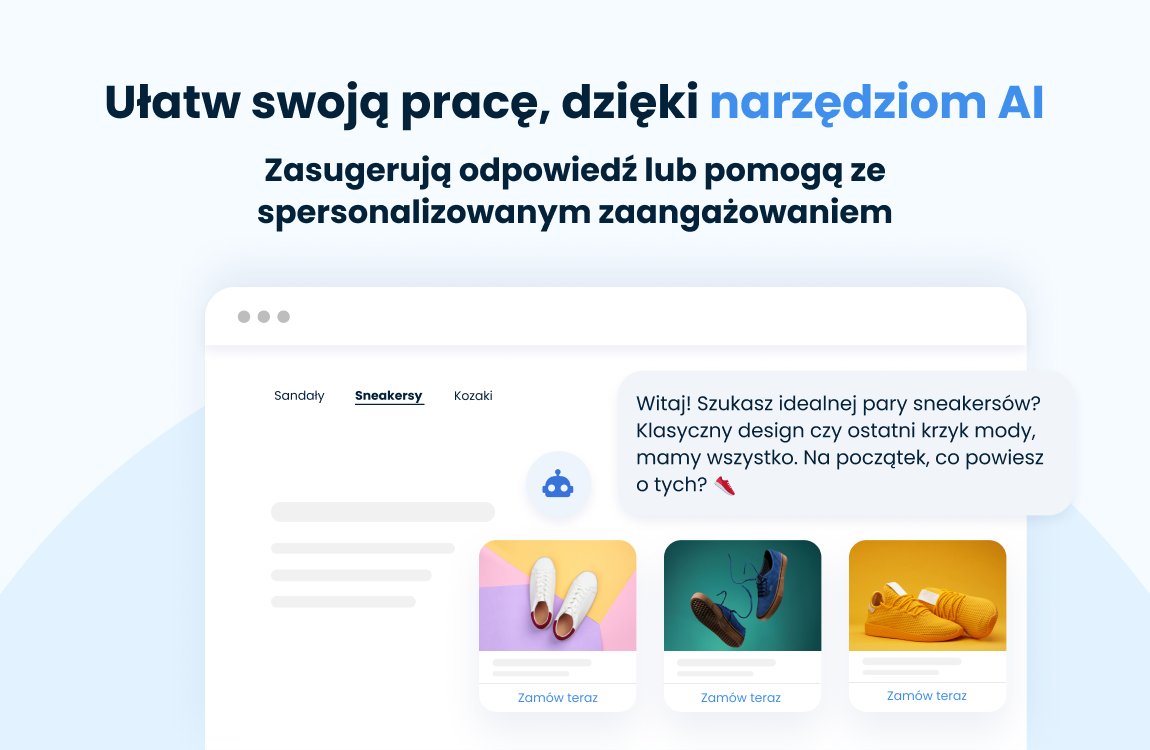 Ułatw swoją pracę, dzięki narzędziom AI
Zasugerują odpowiedź lub pomogą ze
spersonalizowanym zaangażowaniem
Sandały Sneakersy Kozaki
Witaj! Szukasz idealnej pary sneakersów?
Klasyczny design czy ostatni krzyk mody,
mamy wszystko. Na początek, co powiesz
o tych? 👟
Zamów teraz Zamów teraz Zamów teraz